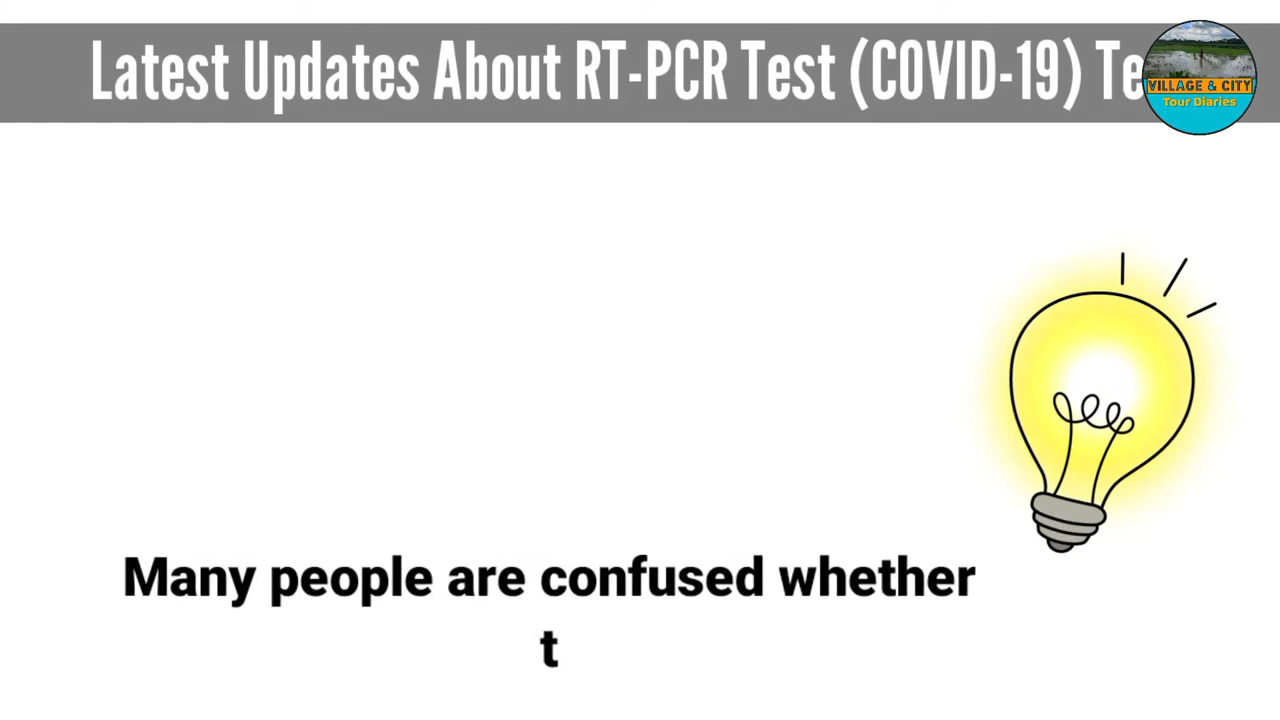 Latest Updates About RT-PCR Test (COVID-19) Te
VILLAGE & CITY
Tour Diaries
Many people are confused whether
t